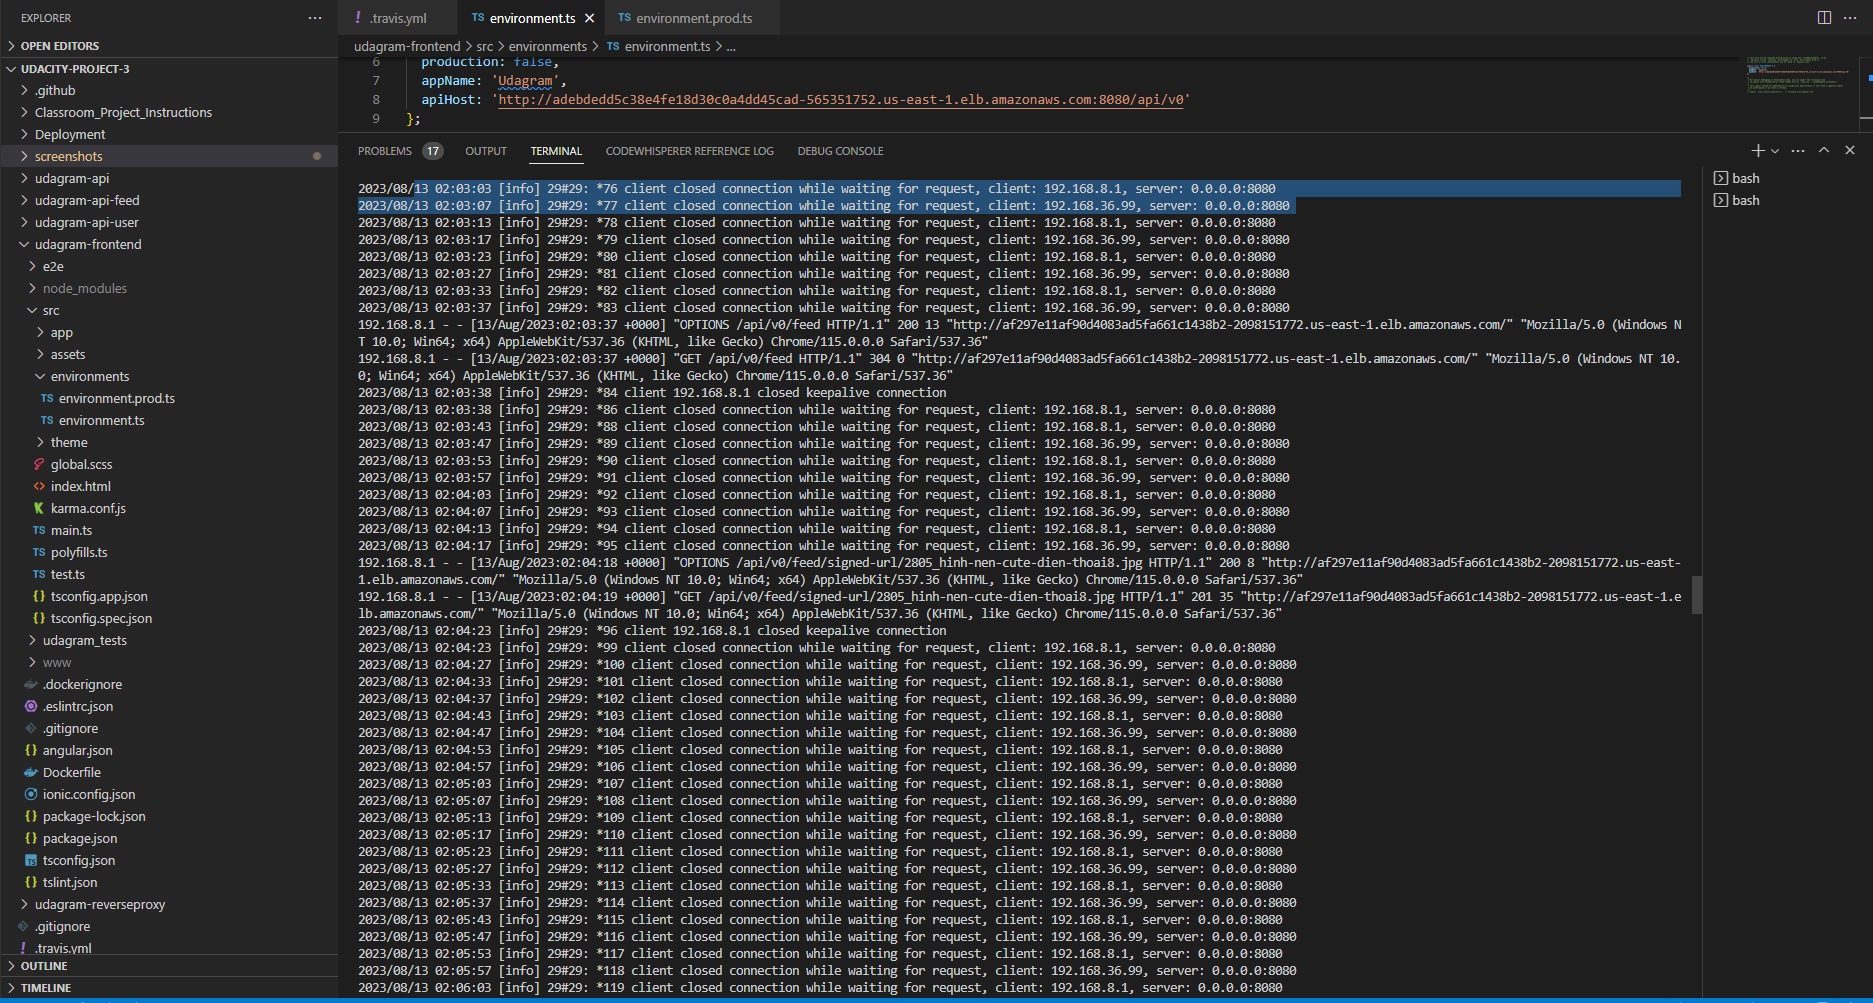 EXPLORER
OPEN EDITORS
UDACITY-PROJECT-3
.github
Classroom_Project_Instructions
Deployment
screenshots
udagram-api
udagram-api-feed
udagram-api-user
udagram-frontend
e2e
node_modules
src
app
assets
environments
TS environment.prod.ts
TS environment.ts
theme
global.scss
index.html
karma.conf.js
TS main.ts
TS polyfills.ts
TS test.ts
tsconfig.app.json
tsconfig.spec.json
udagram_tests
www
.dockerignore
.eslintrc.json
.gitignore
angular.json
Dockerfile
ionic.config.json
package-lock.json
package.json
tsconfig.json
tslint.json
udagram-reverseproxy
.gitignore
.travis.yml
OUTLINE
TIMELINE
! .travis.yml
TS environment.ts
TS environment.prod.ts
udagram-frontend > src > environments > TS environment.ts > ...
6 production: false,
7 appName: 'Udagram',
8 apiHost: 'http://adebdedd5c38e4fe18d30c0a4dd45cad-565351752.us-east-1.elb.amazonaws.com:8080/api/v0'
9 };
PROBLEMS 17 OUTPUT TERMINAL CODEWHISPERER REFERENCE LOG DEBUG CONSOLE
bash
bash
2023/08/13 02:03:03 [info] 29#29: *76 client closed connection while waiting for request, client: 192.168.8.1, server: 0.0.0.0:8080
2023/08/13 02:03:07 [info] 29#29: *77 client closed connection while waiting for request, client: 192.168.36.99, server: 0.0.0.0:8080
2023/08/13 02:03:13 [info] 29#29: *78 client closed connection while waiting for request, client: 192.168.8.1, server: 0.0.0.0:8080
2023/08/13 02:03:17 [info] 29#29: *79 client closed connection while waiting for request, client: 192.168.36.99, server: 0.0.0.0:8080
2023/08/13 02:03:23 [info] 29#29: *80 client closed connection while waiting for request, client: 192.168.8.1, server: 0.0.0.0:8080
2023/08/13 02:03:27 [info] 29#29: *81 client closed connection while waiting for request, client: 192.168.36.99, server: 0.0.0.0:8080
2023/08/13 02:03:33 [info] 29#29: *82 client closed connection while waiting for request, client: 192.168.8.1, server: 0.0.0.0:8080
2023/08/13 02:03:37 [info] 29#29: *83 client closed connection while waiting for request, client: 192.168.36.99, server: 0.0.0.0:8080
192.168.8.1 - - [13/Aug/2023:02:03:37 +0000] "OPTIONS /api/v0/feed HTTP/1.1" 200 13 "http://af297e11af90d4083ad5fa661c1438b2-2098151772.us-east-1.elb.amazonaws.com/" "Mozilla/5.0 (Windows N
T 10.0; Win64; x64) AppleWebKit/537.36 (KHTML, like Gecko) Chrome/115.0.0.0 Safari/537.36"
192.168.8.1 - - [13/Aug/2023:02:03:37 +0000] "GET /api/v0/feed HTTP/1.1" 304 0 "http://af297e11af90d4083ad5fa661c1438b2-2098151772.us-east-1.elb.amazonaws.com/" "Mozilla/5.0 (Windows NT 10.
0; Win64; x64) AppleWebKit/537.36 (KHTML, like Gecko) Chrome/115.0.0.0 Safari/537.36"
2023/08/13 02:03:38 [info] 29#29: *84 client 192.168.8.1 closed keepalive connection
2023/08/13 02:03:38 [info] 29#29: *86 client closed connection while waiting for request, client: 192.168.8.1, server: 0.0.0.0:8080
2023/08/13 02:03:43 [info] 29#29: *88 client closed connection while waiting for request, client: 192.168.8.1, server: 0.0.0.0:8080
2023/08/13 02:03:47 [info] 29#29: *89 client closed connection while waiting for request, client: 192.168.36.99, server: 0.0.0.0:8080
2023/08/13 02:03:53 [info] 29#29: *90 client closed connection while waiting for request, client: 192.168.8.1, server: 0.0.0.0:8080
2023/08/13 02:03:57 [info] 29#29: *91 client closed connection while waiting for request, client: 192.168.36.99, server: 0.0.0.0:8080
2023/08/13 02:04:03 [info] 29#29: *92 client closed connection while waiting for request, client: 192.168.8.1, server: 0.0.0.0:8080
2023/08/13 02:04:07 [info] 29#29: *93 client closed connection while waiting for request, client: 192.168.36.99, server: 0.0.0.0:8080
2023/08/13 02:04:13 [info] 29#29: *94 client closed connection while waiting for request, client: 192.168.8.1, server: 0.0.0.0:8080
2023/08/13 02:04:17 [info] 29#29: *95 client closed connection while waiting for request, client: 192.168.36.99, server: 0.0.0.0:8080
192.168.8.1 - - [13/Aug/2023:02:04:18 +0000] "OPTIONS /api/v0/feed/signed-url/2805_hinh-nen-cute-dien-thoai8.jpg HTTP/1.1" 200 8 "http://af297e11af90d4083ad5fa661c1438b2-2098151772.us-east-
1.elb.amazonaws.com/" "Mozilla/5.0 (Windows NT 10.0; Win64; x64) AppleWebKit/537.36 (KHTML, like Gecko) Chrome/115.0.0.0 Safari/537.36"
192.168.8.1 - - [13/Aug/2023:02:04:19 +0000] "GET /api/v0/feed/signed-url/2805_hinh-nen-cute-dien-thoai8.jpg HTTP/1.1" 201 35 "http://af297e11af90d4083ad5fa661c1438b2-2098151772.us-east-1.e
lb.amazonaws.com/" "Mozilla/5.0 (Windows NT 10.0; Win64; x64) AppleWebKit/537.36 (KHTML, like Gecko) Chrome/115.0.0.0 Safari/537.36"
2023/08/13 02:04:23 [info] 29#29: *96 client 192.168.8.1 closed keepalive connection
2023/08/13 02:04:23 [info] 29#29: *99 client closed connection while waiting for request, client: 192.168.8.1, server: 0.0.0.0:8080
2023/08/13 02:04:27 [info] 29#29: *100 client closed connection while waiting for request, client: 192.168.36.99, server: 0.0.0.0:8080
2023/08/13 02:04:33 [info] 29#29: *101 client closed connection while waiting for request, client: 192.168.8.1, server: 0.0.0.0:8080
2023/08/13 02:04:37 [info] 29#29: *102 client closed connection while waiting for request, client: 192.168.36.99, server: 0.0.0.0:8080
2023/08/13 02:04:43 [info] 29#29: *103 client closed connection while waiting for request, client: 192.168.8.1, server: 0.0.0.0:8080
2023/08/13 02:04:47 [info] 29#29: *104 client closed connection while waiting for request, client: 192.168.36.99, server: 0.0.0.0:8080
2023/08/13 02:04:53 [info] 29#29: *105 client closed connection while waiting for request, client: 192.168.8.1, server: 0.0.0.0:8080
2023/08/13 02:04:57 [info] 29#29: *106 client closed connection while waiting for request, client: 192.168.36.99, server: 0.0.0.0:8080
2023/08/13 02:05:03 [info] 29#29: *107 client closed connection while waiting for request, client: 192.168.8.1, server: 0.0.0.0:8080
2023/08/13 02:05:07 [info] 29#29: *108 client closed connection while waiting for request, client: 192.168.36.99, server: 0.0.0.0:8080
2023/08/13 02:05:13 [info] 29#29: *109 client closed connection while waiting for request, client: 192.168.8.1, server: 0.0.0.0:8080
2023/08/13 02:05:17 [info] 29#29: *110 client closed connection while waiting for request, client: 192.168.36.99, server: 0.0.0.0:8080
2023/08/13 02:05:23 [info] 29#29: *111 client closed connection while waiting for request, client: 192.168.8.1, server: 0.0.0.0:8080
2023/08/13 02:05:27 [info] 29#29: *112 client closed connection while waiting for request, client: 192.168.36.99, server: 0.0.0.0:8080
2023/08/13 02:05:33 [info] 29#29: *113 client closed connection while waiting for request, client: 192.168.8.1, server: 0.0.0.0:8080
2023/08/13 02:05:37 [info] 29#29: *114 client closed connection while waiting for request, client: 192.168.36.99, server: 0.0.0.0:8080
2023/08/13 02:05:43 [info] 29#29: *115 client closed connection while waiting for request, client: 192.168.8.1, server: 0.0.0.0:8080
2023/08/13 02:05:47 [info] 29#29: *116 client closed connection while waiting for request, client: 192.168.36.99, server: 0.0.0.0:8080
2023/08/13 02:05:53 [info] 29#29: *117 client closed connection while waiting for request, client: 192.168.8.1, server: 0.0.0.0:8080
2023/08/13 02:05:57 [info] 29#29: *118 client closed connection while waiting for request, client: 192.168.36.99, server: 0.0.0.0:8080
2023/08/13 02:06:03 [info] 29#29: *119 client closed connection while waiting for request, client: 192.168.8.1, server: 0.0.0.0:8080